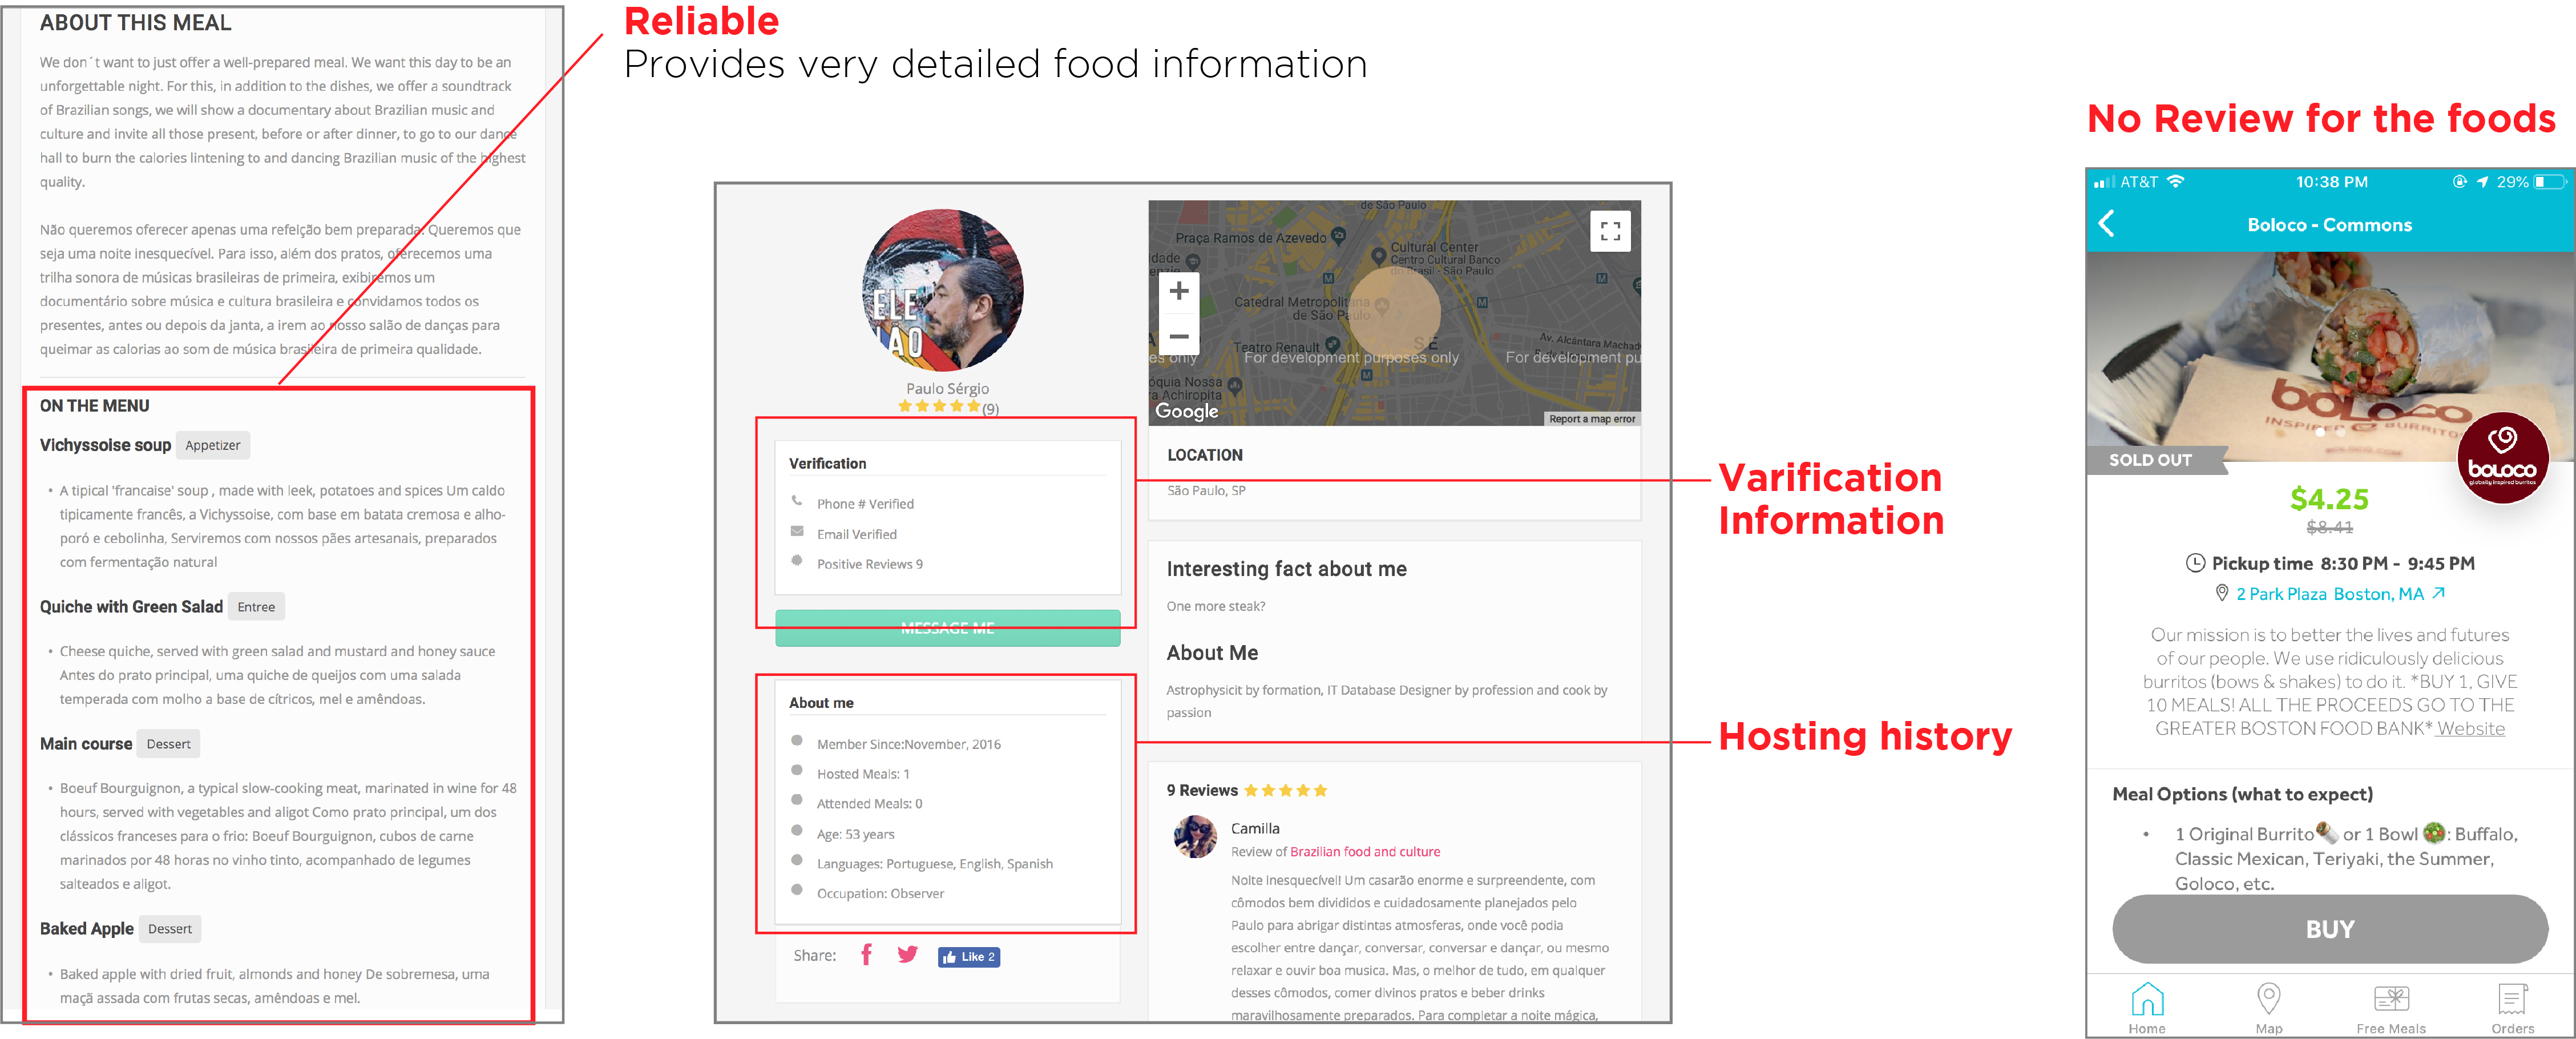 ABOUT THIS MEAL
We don´t want to just offer a well-prepared meal. We want this day to be an
unforgettable night. For this, in addition to the dishes, we offer a soundtrack
of Brazilian songs, we will show a documentary about Brazilian music and
culture and invite all those present, before or after dinner, to go to our dance
hall to burn the calories lintening to and dancing Brazilian music of the highest
quality.
Não queremos oferecer apenas uma refeição bem preparada. Queremos que
seja uma noite inesquecível. Para isso, além dos pratos, oferecemos uma
trilha sonora de músicas brasileiras de primeira, exibiremos um
documentário sobre música e cultura brasileira e convidamos todos os
presentes, antes ou depois da janta, a irem ao nosso salão de danças para
queimar as calorias ao som de música brasileira de primeira qualidade.
ON THE MENU
Vichyssoise soup Appetizer
• A tipical 'francaise' soup , made with leek, potatoes and spices Um caldo
tipicamente francês, a Vichyssoise, com base em batata cremosa e alho-
poró e cebolinha, Serviremos com nossos pães artesanais, preparados
com fermentação natural
Quiche with Green Salad Entree
• Cheese quiche, served with green salad and mustard and honey sauce
Antes do prato principal, uma quiche de queijos com uma salada
temperada com molho a base de cítricos, mel e amêndoas.
Main course Dessert
• Boeuf Bourguignon, a typical slow-cooking meat, marinated in wine for 48
hours, served with vegetables and aligot Como prato principal, um dos
clássicos franceses para o frio: Boeuf Bourguignon, cubos de carne
marinados por 48 horas no vinho tinto, acompanhado de legumes
salteados e aligot.
Baked Apple Dessert
• Baked apple with dried fruit, almonds and honey De sobremesa, uma
maçã assada com frutas secas, amêndoas e mel.
Reliable
Provides very detailed food information
ELE
ÃO
Paulo Sérgio
(9)
Verification
Phone # Verified
Email Verified
Positive Reviews 9
MESSAGE ME
About me
Member Since:November, 2016
Hosted Meals: 1
Attended Meals: 0
Age: 53 years
Languages: Portuguese, English, Spanish
Occupation: Observer
Share:
Like 2
de São Paulo
Praça Ramos de Azevedo
Cultural Center
Centro Cultural Banco
do Brasil - São Paulo
dade
Catedral Metropolitana
de São Paulo
Teatro Renault
SÉ
Av. Alcântara Machad
es only
For development purposes only
For development pu
óquia Nossa
ra Achiropita
Google
Report a map error
LOCATION
São Paulo, SP
Interesting fact about me
One more steak?
About Me
Astrophysicit by formation, IT Database Designer by profession and cook by
passion
9 Reviews
Camilla
Review of Brazilian food and culture
Noite inesquecível! Um casarão enorme e surpreendente, com
cômodos bem divididos e cuidadosamente planejados pelo
Paulo para abrigar distintas atmosferas, onde você podia
escolher entre dançar, conversar, conversar e dançar, ou mesmo
relaxar e ouvir boa musica. Mas, o melhor de tudo, em qualquer
desses cômodos, comer divinos pratos e beber drinks
maravilhosamente preparados. Para completar a noite mágica,
Varification
Information
Hosting history
No Review for the foods
AT&T 10:38 PM 29%
Boloco - Commons
boloco
INSPIRED BURRITO
BOLOCO.COM
SOLD OUT
boloco
globally inspired burritos
$4.25
$8.41
Pickup time 8:30 PM - 9:45 PM
2 Park Plaza Boston, MA
Our mission is to better the lives and futures
of our people. We use ridiculously delicious
burritos (bows & shakes) to do it. *BUY 1, GIVE
10 MEALS! ALL THE PROCEEDS GO TO THE
GREATER BOSTON FOOD BANK* Website
Meal Options (what to expect)
• 1 Original Burrito🌯 or 1 Bowl 🥗: Buffalo,
Classic Mexican, Teriyaki, the Summer,
Goloco, etc.
BUY
Home Map Free Meals Orders